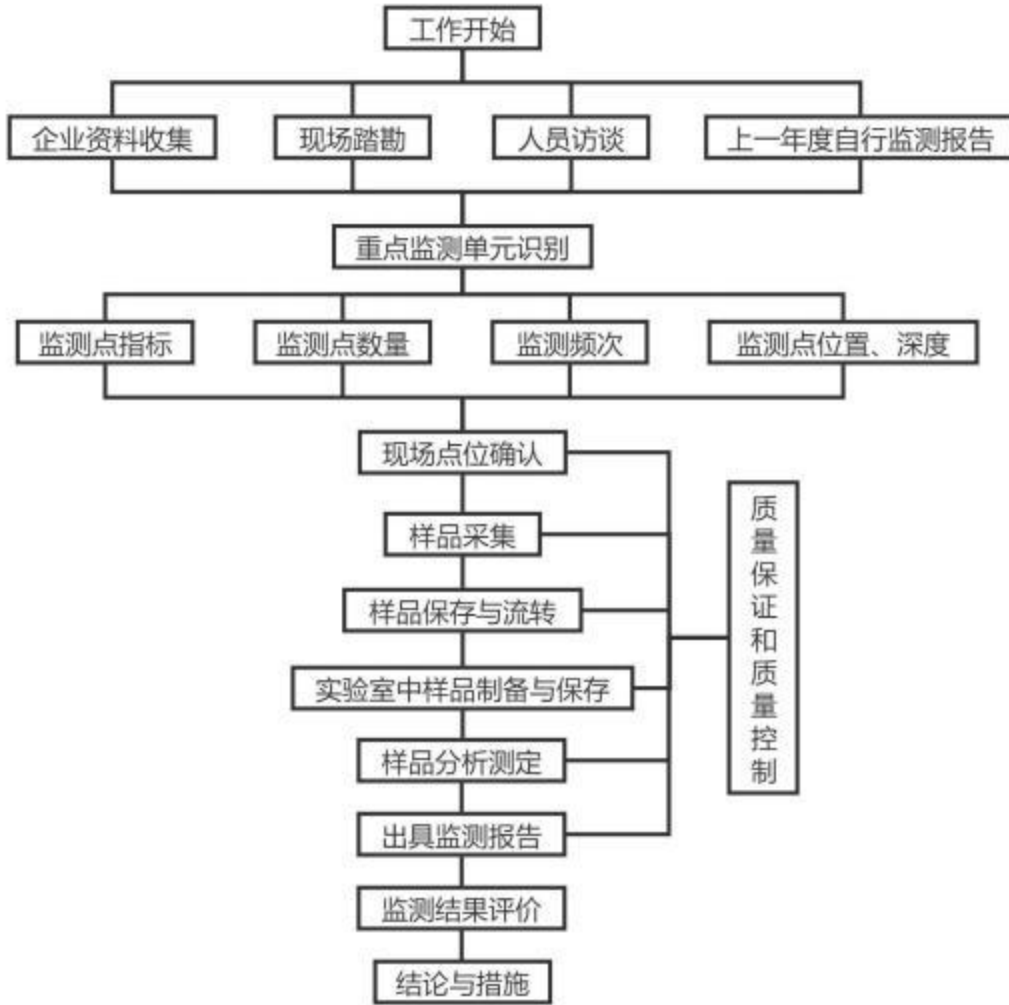 工作开始
企业资料收集
现场踏勘
人员访谈
上一年度自行监测报告
重点监测单元识别
监测点指标
监测点数量
监测频次
监测点位置、深度
现场点位确认
样品采集
样品保存与流转
实验室中样品制备与保存
样品分析测定
出具监测报告
监测结果评价
结论与措施
质量保证和质量控制